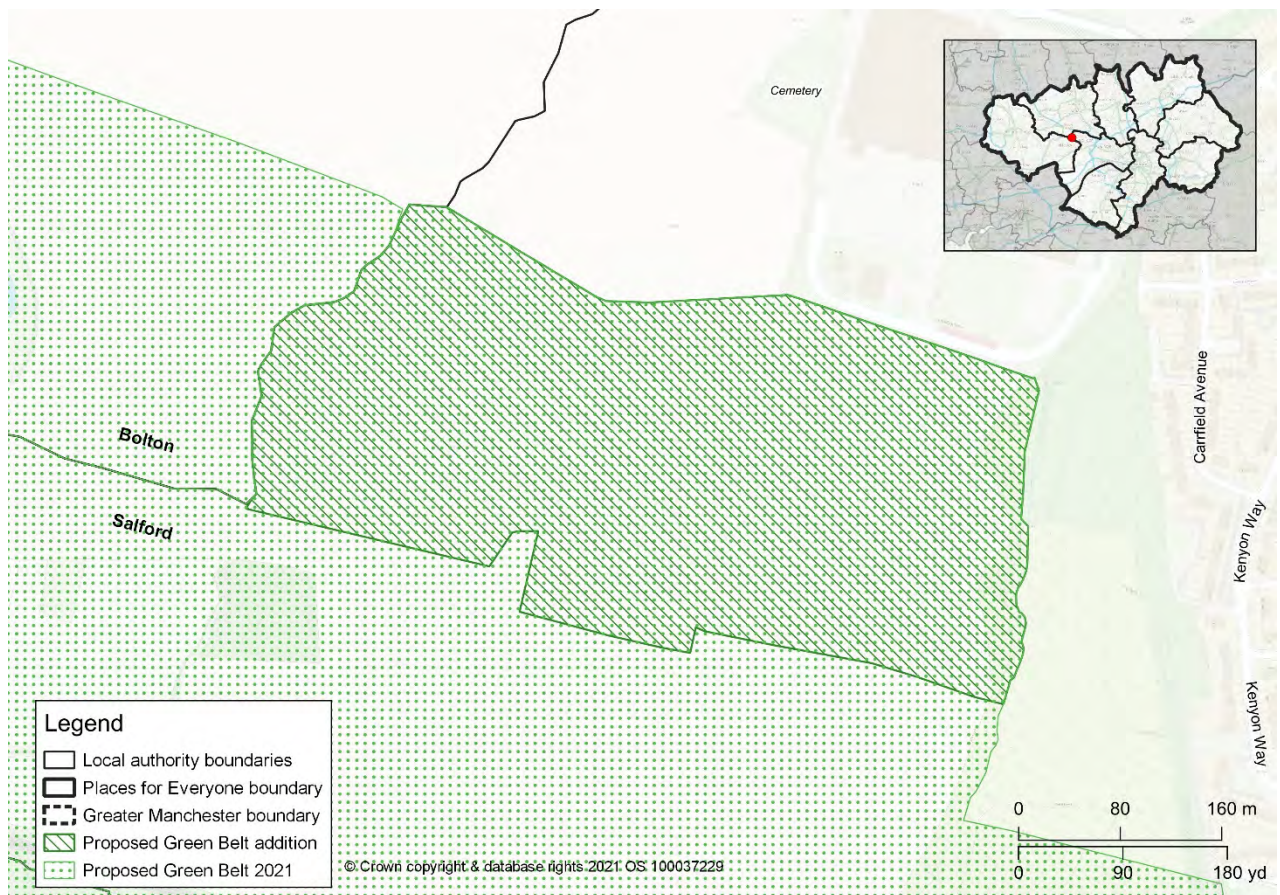 Cemetery
Carrfield Avenue
Bolton
Salford
Kenyon Way
Kenyon Way
Legend
Local authority boundaries
Places for Everyone boundary
Greater Manchester boundary
Proposed Green Belt addition
Proposed Green Belt 2021
© Crown copyright & database rights 2021 OS 100037229
0 80 160 m
0 90 180 yd